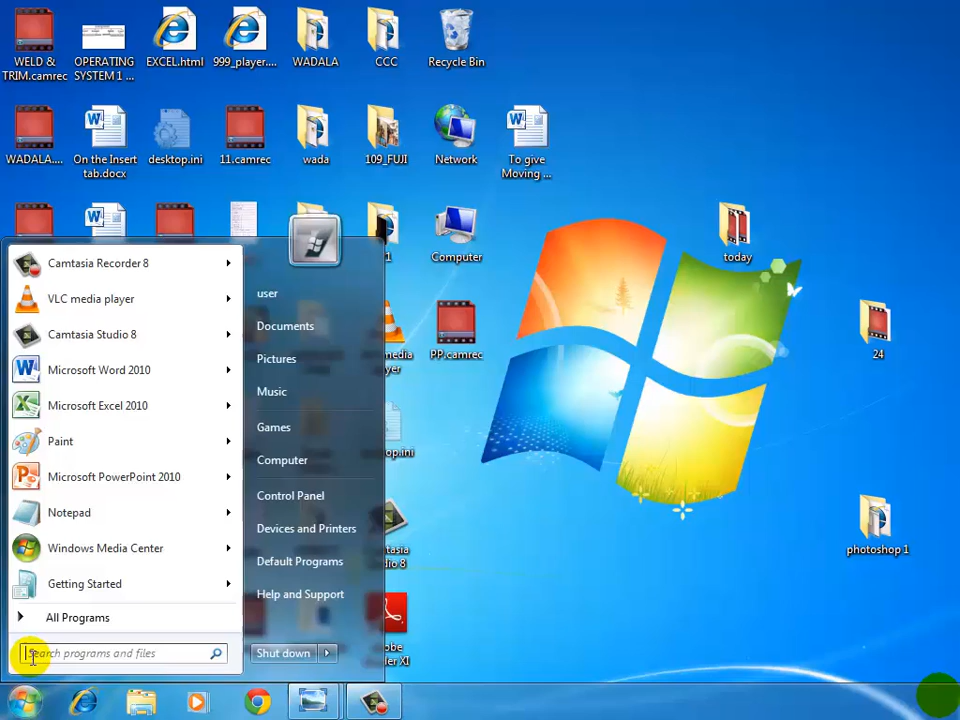 WELD &
TRIM.camrec
OPERATING
SYSTEM 1 ...
EXCEL.html
999_player....
WADALA
CCC
Recycle Bin
WADALA....
On the Insert
tab.docx
desktop.ini
11.camrec
wada
109_FUJI
Network
To give
Moving ...
Computer
today
PP.camrec
24
photoshop 1
Camtasia Recorder 8
VLC media player
Camtasia Studio 8
Microsoft Word 2010
Microsoft Excel 2010
Paint
Microsoft PowerPoint 2010
Notepad
Windows Media Center
Getting Started
All Programs
Search programs and files
user
Documents
Pictures
Music
Games
Computer
Control Panel
Devices and Printers
Default Programs
Help and Support
Shut down